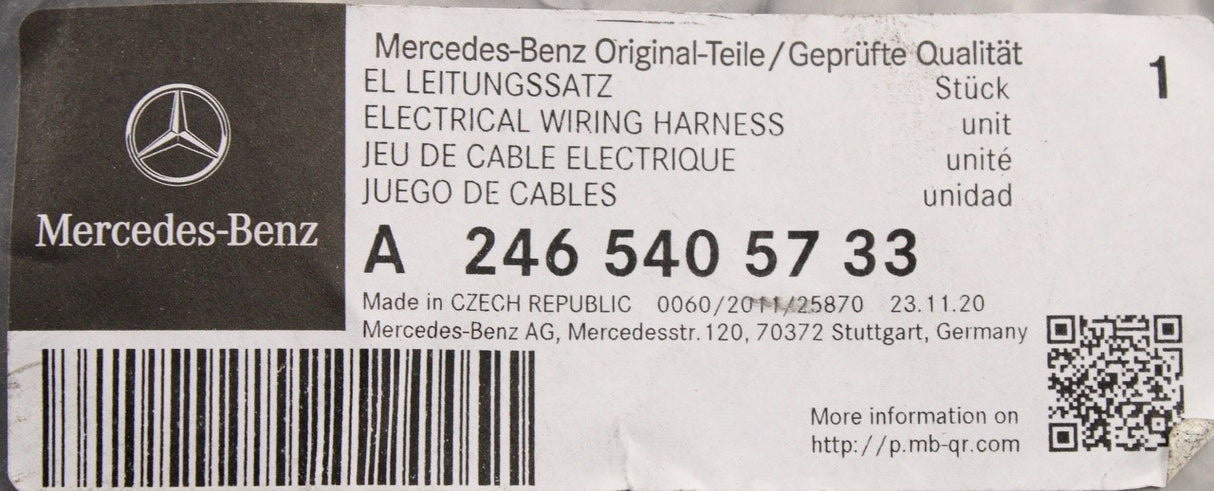 Mercedes-Benz
Mercedes-Benz Original-Teile/Geprüfte Qualität
EL LEITUNGSSATZ Stück 1
ELECTRICAL WIRING HARNESS unit
JEU DE CABLE ELECTRIQUE unité
JUEGO DE CABLES unidad
A 246 540 57 33
Made in CZECH REPUBLIC 0060/2011/25870 23.11.20
Mercedes-Benz AG, Mercedesstr. 120, 70372 Stuttgart, Germany
More information on
http://p.mb-qr.com